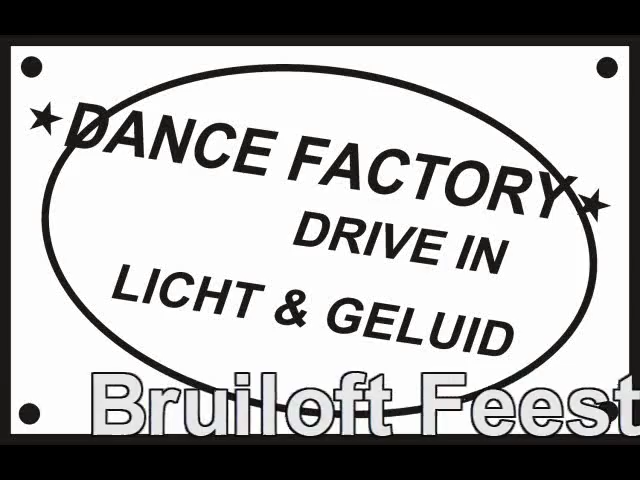 DANCE FACTORY
DRIVE IN
LICHT & GELUID
Bruiloft Feest